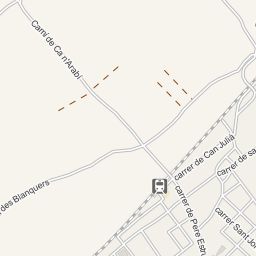 Camí de Ca n'Arabí
des Blanquers
carrer de Can Julià
carrer de sa
carrer de Pere Estru
carrer Sant Jo